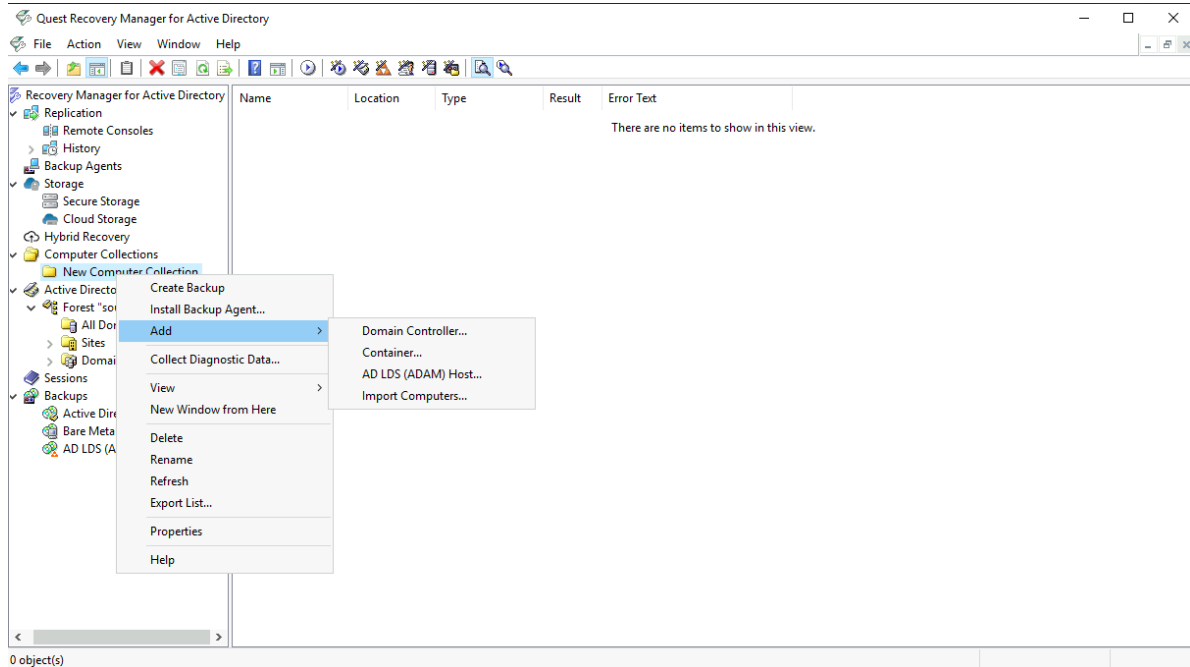 Quest Recovery Manager for Active Directory
File Action View Window Help
Recovery Manager for Active Directory
Name Location Type Result Error Text
Replication
There are no items to show in this view.
Remote Consoles
History
Backup Agents
Storage
Secure Storage
Cloud Storage
Hybrid Recovery
Computer Collections
New Computer Collection
Active Directo
Forest "so
All Dor
Sites
Domai
Sessions
Backups
Active Dire
Bare Meta
AD LDS (A
Create Backup
Install Backup Agent...
Add
Collect Diagnostic Data...
View
New Window from Here
Delete
Rename
Refresh
Export List...
Properties
Help
Domain Controller...
Container...
AD LDS (ADAM) Host...
Import Computers...
0 object(s)